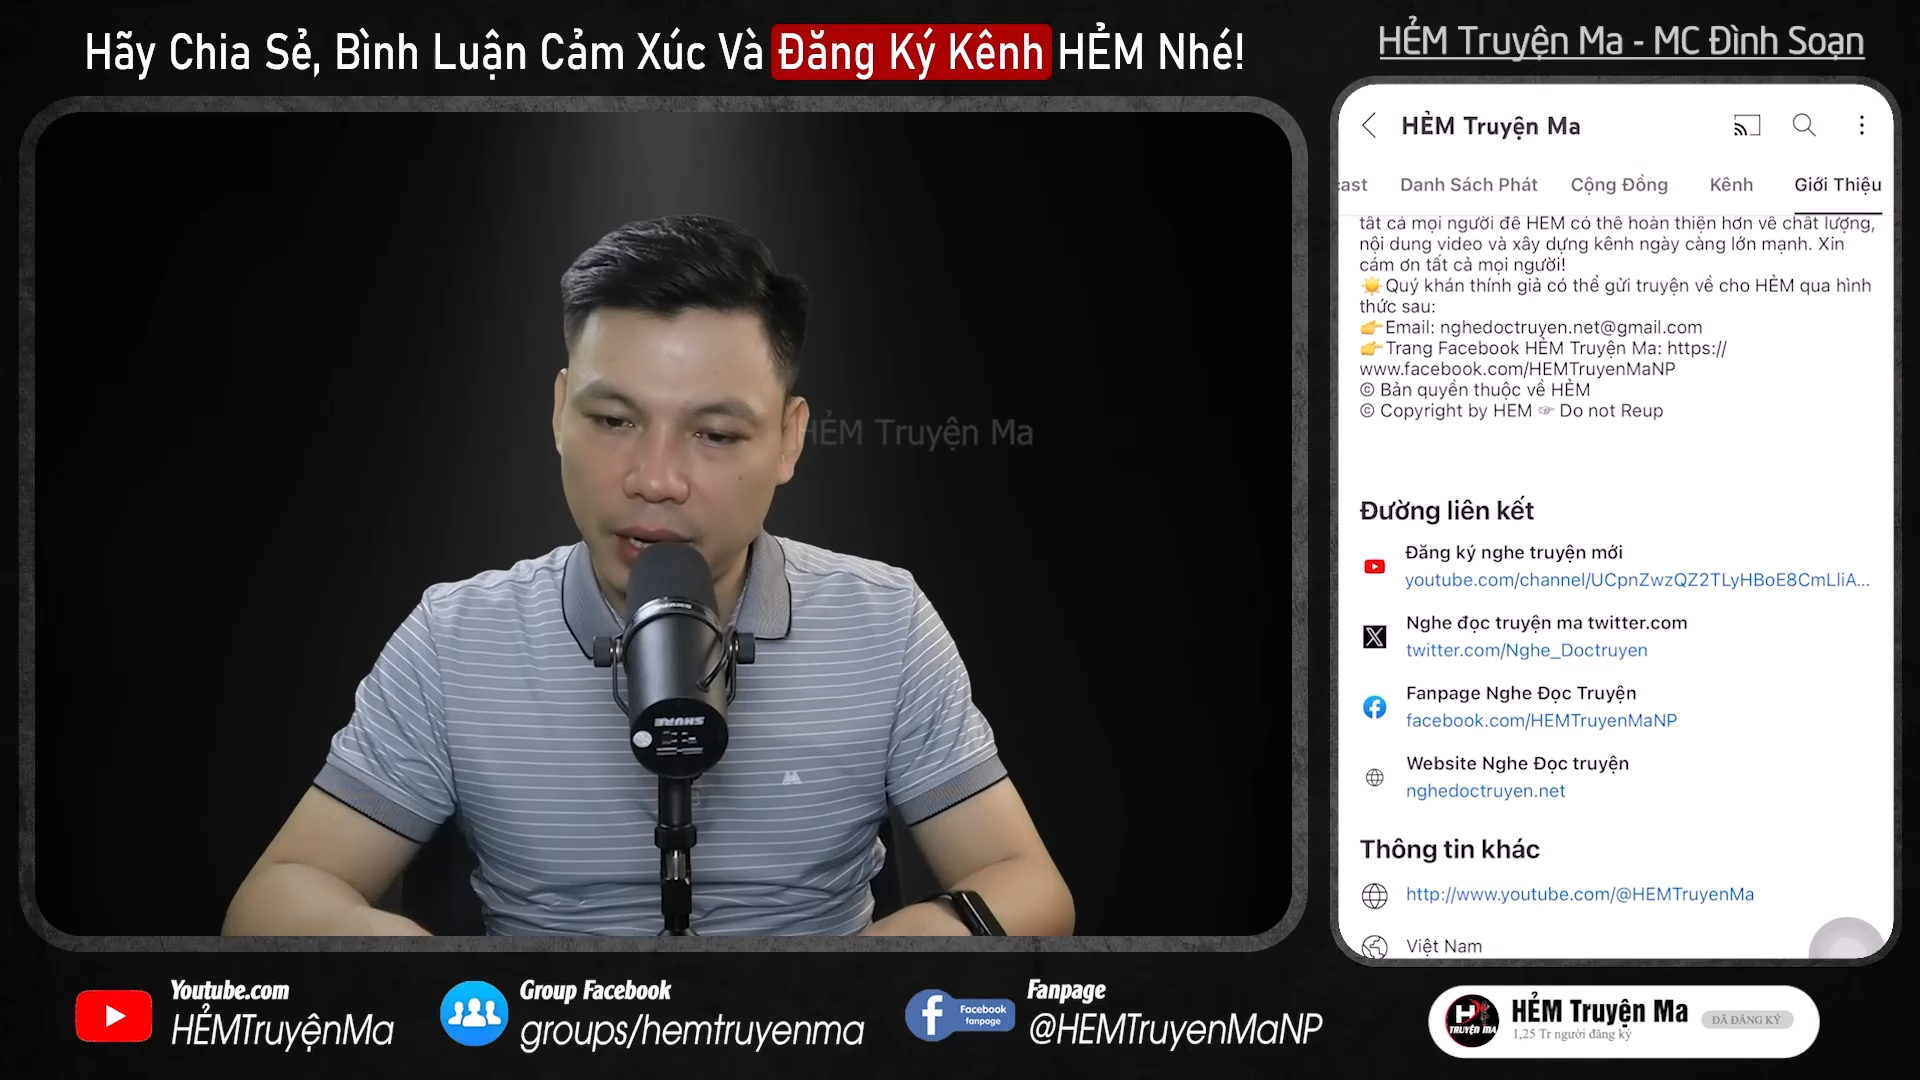 Hãy Chia Sẻ, Bình Luận Cảm Xúc Và Đăng Ký Kênh HẺM Nhé!
HẺM Truyện Ma - MC Đình Soạn
HẺM Truyện Ma
cast Danh Sách Phát Cộng Đồng Kênh Giới Thiệu
tất cả mọi người để HẺM có thể hoàn thiện hơn về chất lượng,
nội dung video và xây dựng kênh ngày càng lớn mạnh. Xin
cám ơn tất cả mọi người!
☀️Quý khán thính giả có thể gửi truyện về cho HẺM qua hình
thức sau:
👉Email: nghedoctruyen.net@gmail.com
👉Trang Facebook HẺM Truyện Ma: https://
www.facebook.com/HEMTruyenMaNP
© Bản quyền thuộc về HẺM
© Copyright by HEM ☞ Do not Reup
Đường liên kết
Đăng ký nghe truyện mới
youtube.com/channel/UCpnZwzQZ2TLyHBoE8CmLliA...
Nghe đọc truyện ma twitter.com
twitter.com/Nghe_Doctruyen
Fanpage Nghe Đọc Truyện
facebook.com/HEMTruyenMaNP
Website Nghe Đọc truyện
nghedoctruyen.net
Thông tin khác
http://www.youtube.com/@HEMTruyenMa
Việt Nam
HẺM Truyện Ma
SHURE
Youtube.com
HẺMTruyệnMa
Group Facebook
groups/hemtruyenma
Facebook
fanpage
Fanpage
@HEMTruyenMaNP
H
TRUYỆN MA
HẺM Truyện Ma
1,25 Tr người đăng ký
ĐÃ ĐĂNG KÝ